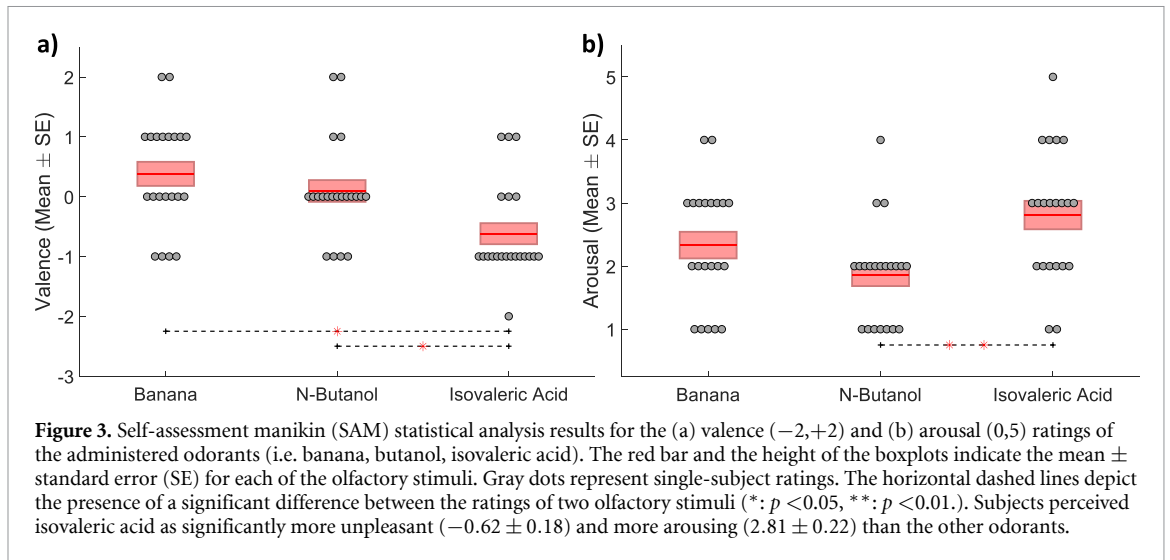 a)
Valence (Mean ± SE)
2
1
0
-1
-2
-3
Banana
N-Butanol
Isovaleric Acid
b)
Arousal (Mean ± SE)
5
4
3
2
1
Banana
N-Butanol
Isovaleric Acid
Figure 3. Self-assessment manikin (SAM) statistical analysis results for the (a) valence (−2,+2) and (b) arousal (0,5) ratings of
the administered odorants (i.e. banana, butanol, isovaleric acid). The red bar and the height of the boxplots indicate the mean ±
standard error (SE) for each of the olfactory stimuli. Gray dots represent single-subject ratings. The horizontal dashed lines depict
the presence of a significant difference between the ratings of two olfactory stimuli (*: p <0.05, **: p <0.01.). Subjects perceived
isovaleric acid as significantly more unpleasant (−0.62 ± 0.18) and more arousing (2.81 ± 0.22) than the other odorants.